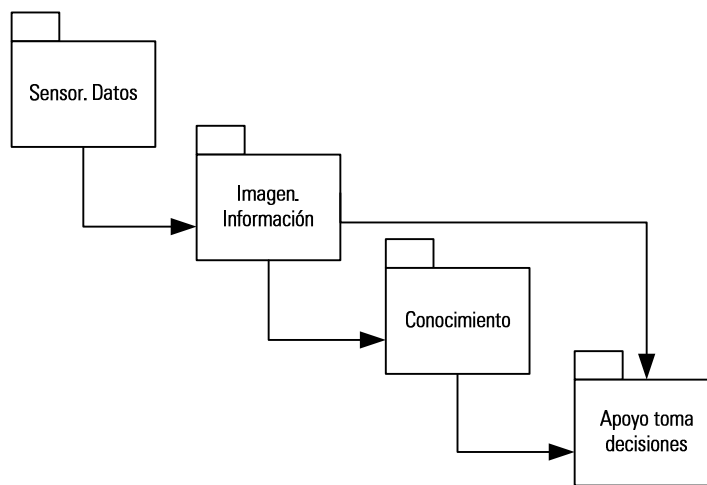 Sensor. Datos
Imagen.
Información
Conocimiento
Apoyo toma
decisiones